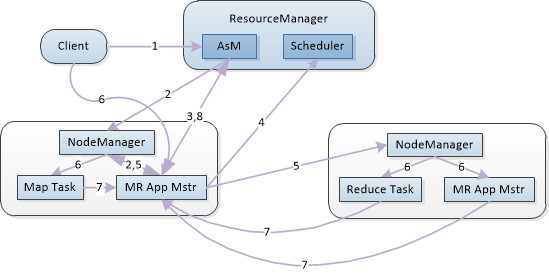 ResourceManager
Client
1
AsM
Scheduler
2
6
3,8
4
NodeManager
6
2,5
Map Task
7
MR App Mstr
5
NodeManager
6
6
Reduce Task
MR App Mstr
7
7